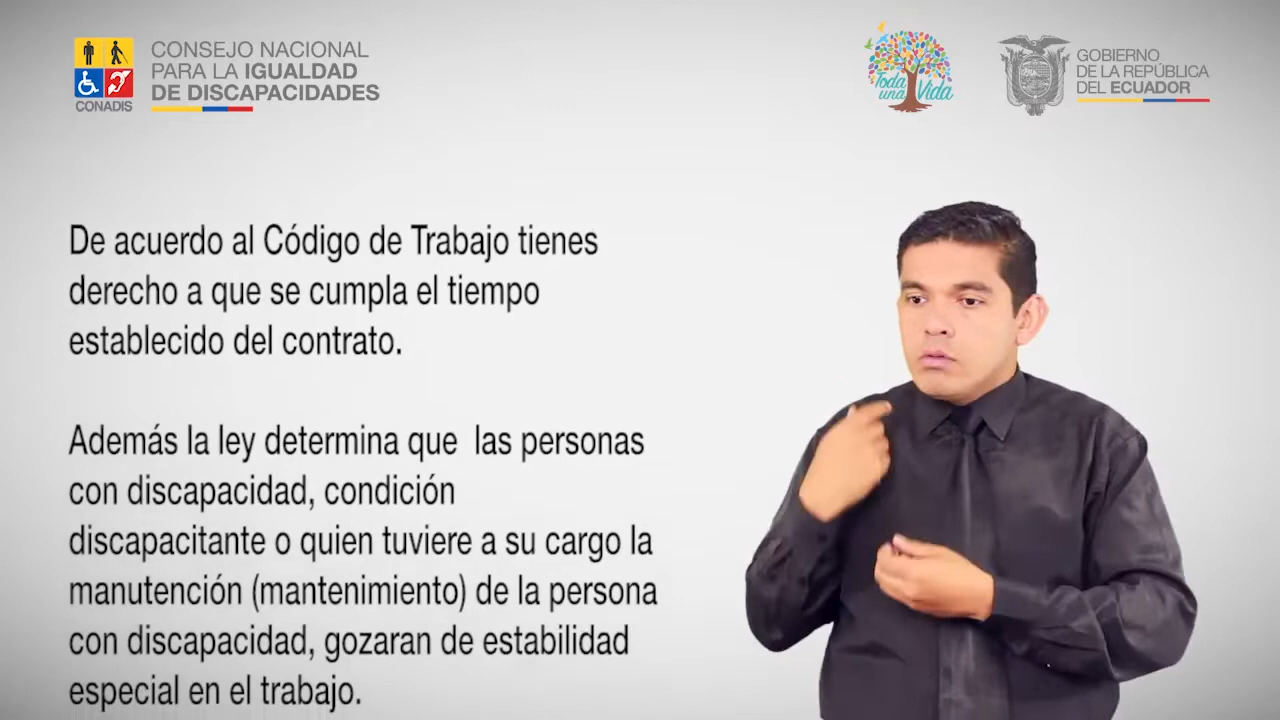 CONSEJO NACIONAL
PARA LA IGUALDAD
DE DISCAPACIDADES
CONADIS
Toda
una Vida
GOBIERNO
DE LA REPÚBLICA
DEL ECUADOR
De acuerdo al Código de Trabajo tienes
derecho a que se cumpla el tiempo
establecido del contrato.
Además la ley determina que  las personas
con discapacidad, condición
discapacitante o quien tuviere a su cargo la
manutención (mantenimiento) de la persona
con discapacidad, gozaran de estabilidad
especial en el trabajo.